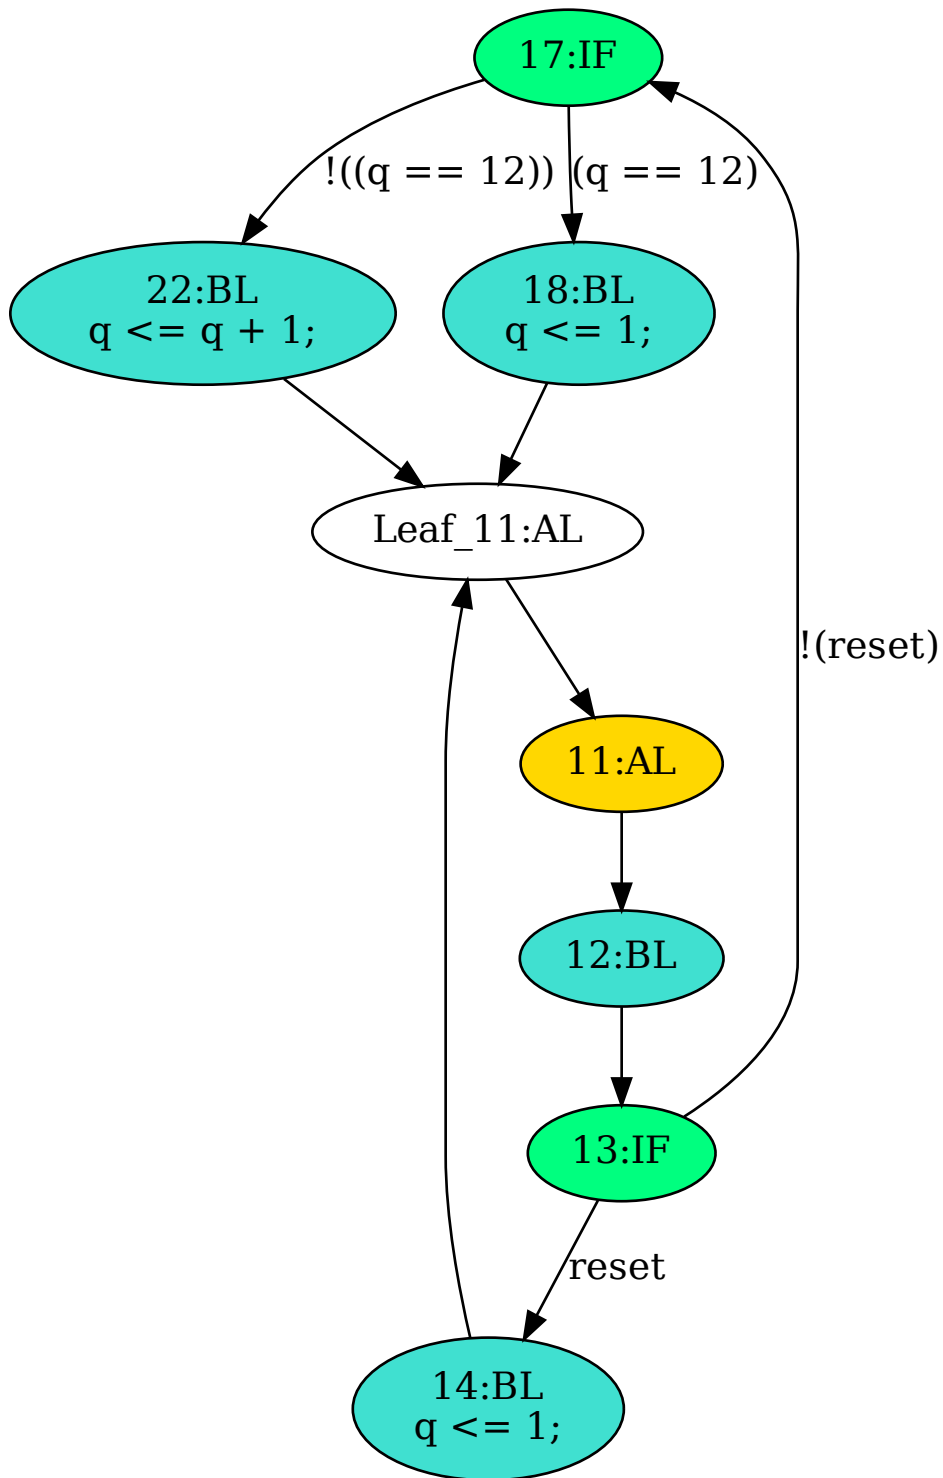 17:IF
!((q == 12))
(q == 12)
22:BL
q <= q + 1;
18:BL
q <= 1;
Leaf_11:AL
!(reset)
11:AL
12:BL
13:IF
reset
14:BL
q <= 1;